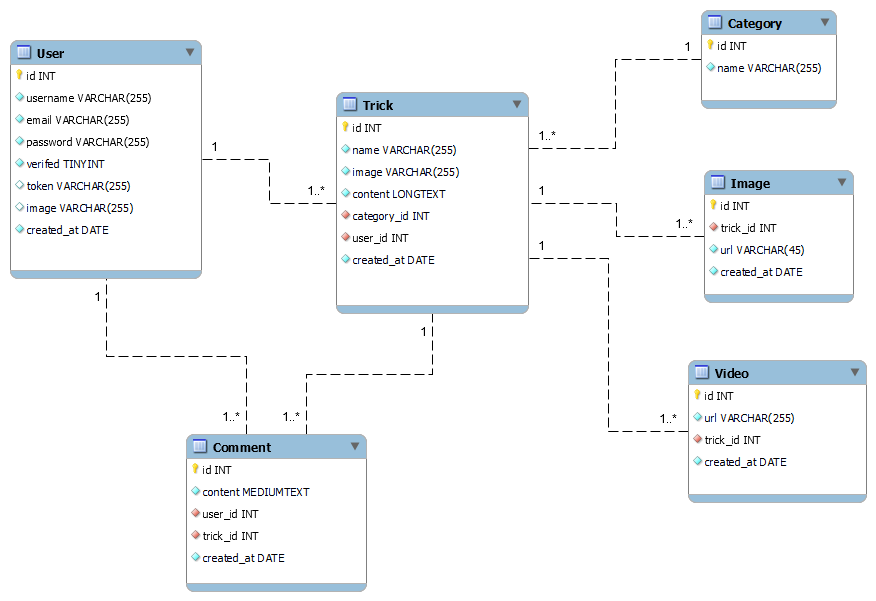 User
id INT
username VARCHAR(255)
email VARCHAR(255)
password VARCHAR(255)
verifed TINYINT
token VARCHAR(255)
image VARCHAR(255)
created_at DATE
1
1..*
Trick
id INT
name VARCHAR(255)
image VARCHAR(255)
content LONGTEXT
category_id INT
user_id INT
created_at DATE
1..*
1
Category
id INT
name VARCHAR(255)
1
1..*
Image
id INT
trick_id INT
url VARCHAR(45)
created_at DATE
1
1..*
Video
id INT
url VARCHAR(255)
trick_id INT
created_at DATE
1
1..*
1
1..*
Comment
id INT
content MEDIUMTEXT
user_id INT
trick_id INT
created_at DATE